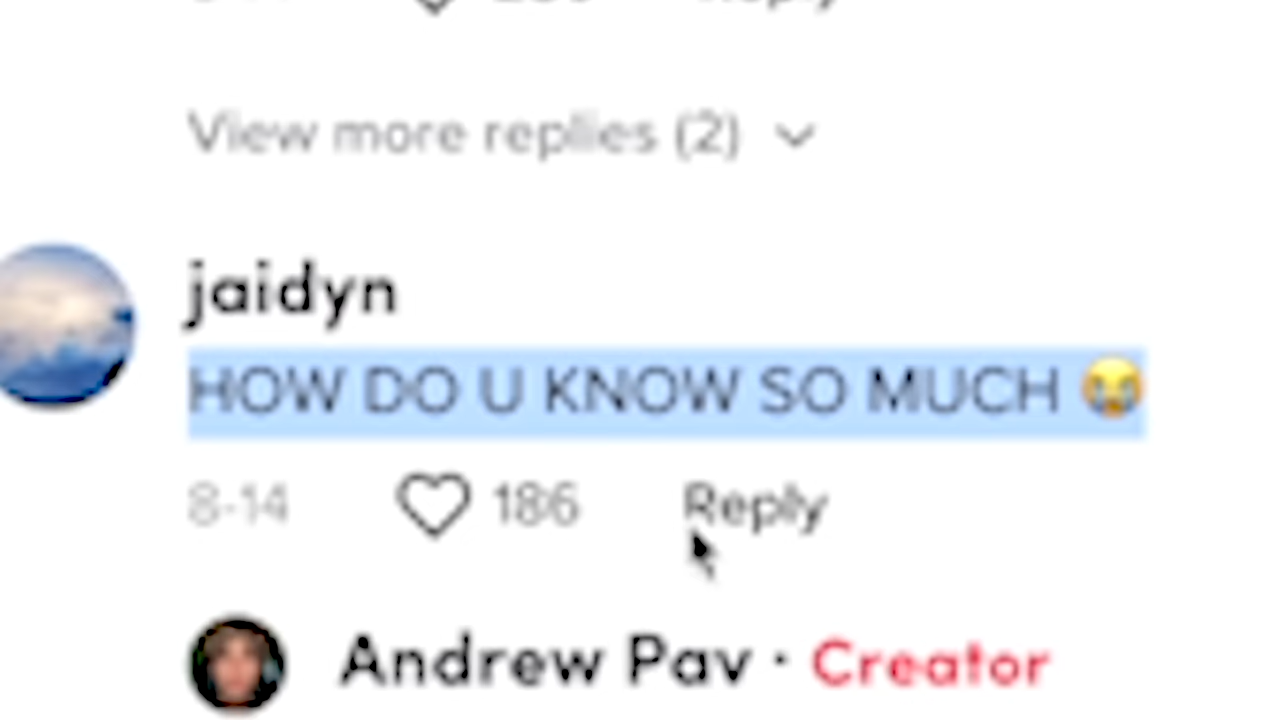 View more replies (2)
jaidyn
HOW DO U KNOW SO MUCH 😭
8-14 186 Reply
Andrew Pav · Creator